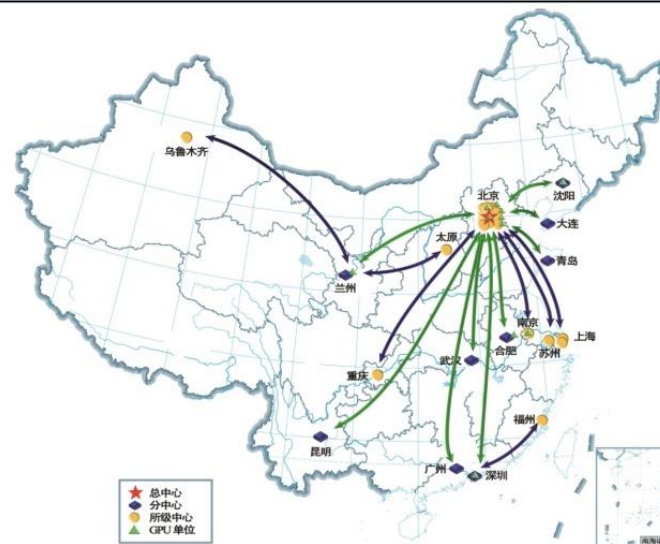 乌鲁木齐
北京
沈阳
大连
太原
青岛
兰州
南京
上海
合肥
苏州
武汉
重庆
福州
昆明
广州
深圳
总中心
分中心
所级中心
GPU 单位